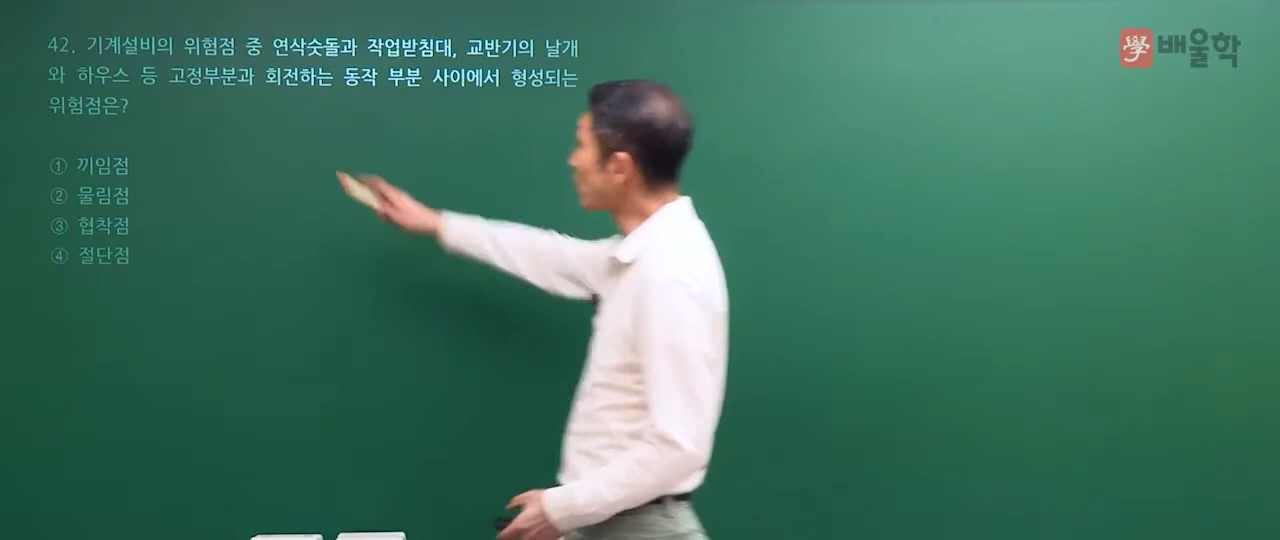 42. 기계설비의 위험점 중 연삭숫돌과 작업받침대, 교반기의 날개
와 하우스 등 고정부분과 회전하는 동작 부분 사이에서 형성되는
위험점은?
① 끼임점
② 물림점
③ 협착점
④ 절단점
學 배울학